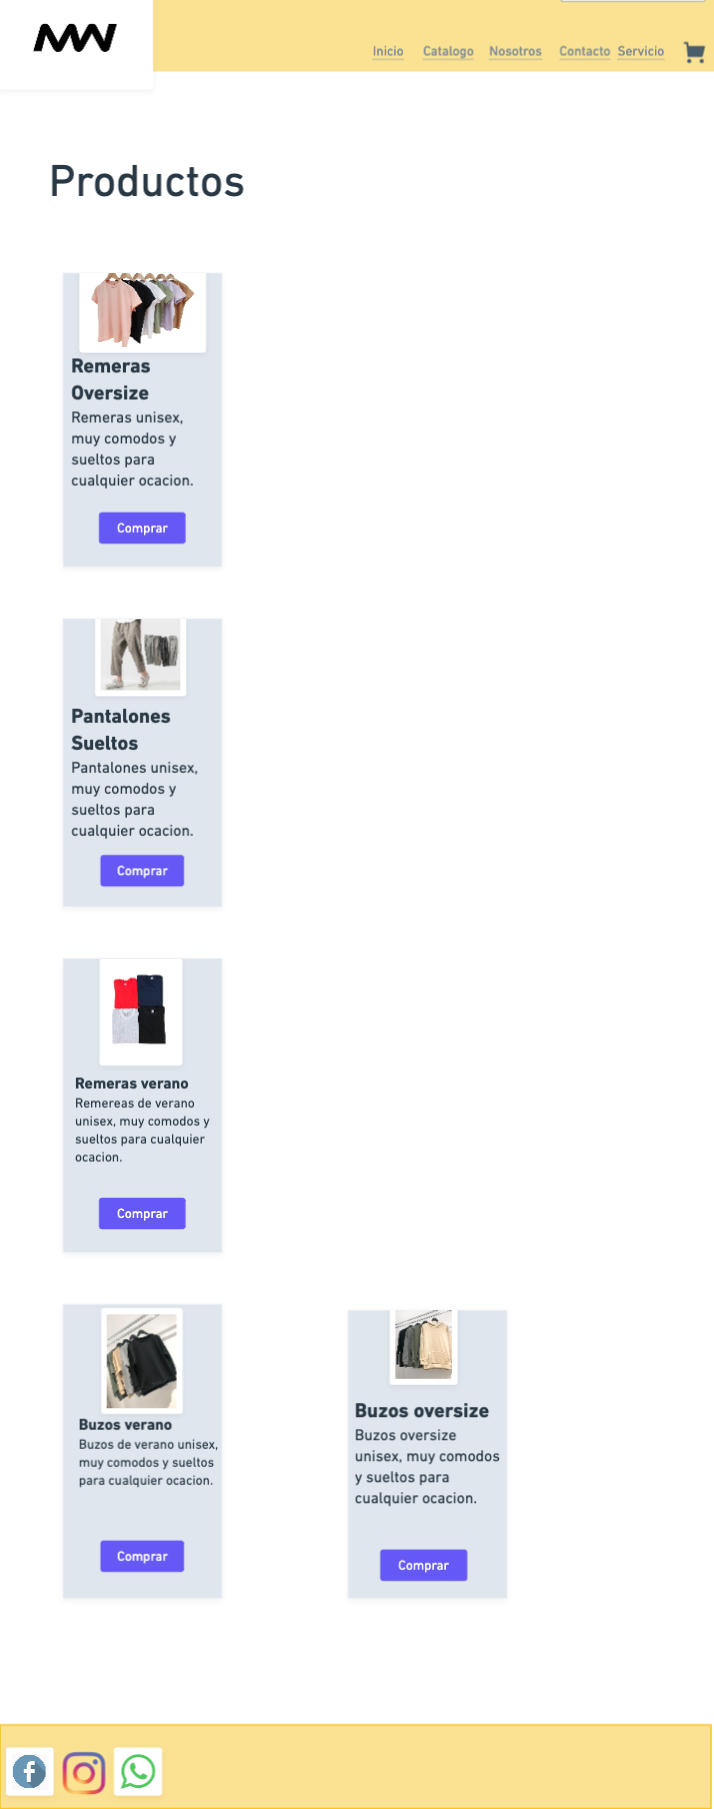 Inicio Catalogo Nosotros Contacto Servicio
Productos
Remeras
Oversize
Remeras unisex,
muy comodos y
sueltos para
cualquier ocacion.
Comprar
Pantalones
Sueltos
Pantalones unisex,
muy comodos y
sueltos para
cualquier ocacion.
Comprar
Remeras verano
Remereas de verano
unisex, muy comodos y
sueltos para cualquier
ocacion.
Comprar
Buzos verano
Buzos de verano unisex,
muy comodos y sueltos
para cualquier ocacion.
Comprar
Buzos oversize
Buzos oversize
unisex, muy comodos
y sueltos para
cualquier ocacion.
Comprar